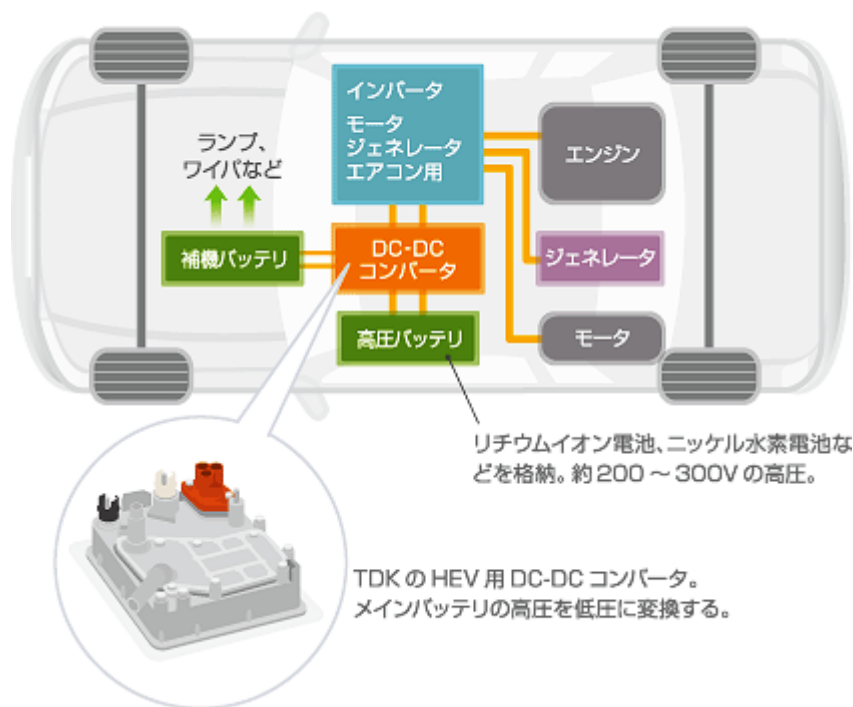 インバータ
モータ
ジェネレータ
エアコン用
エンジン
ランプ、
ワイパなど
補機バッテリ
DC-DC
コンバータ
ジェネレータ
高圧バッテリ
モータ
リチウムイオン電池、ニッケル水素電池な
どを格納。約200～300Vの高圧。
TDKのHEV用DC-DCコンバータ。
メインバッテリの高圧を低圧に変換する。